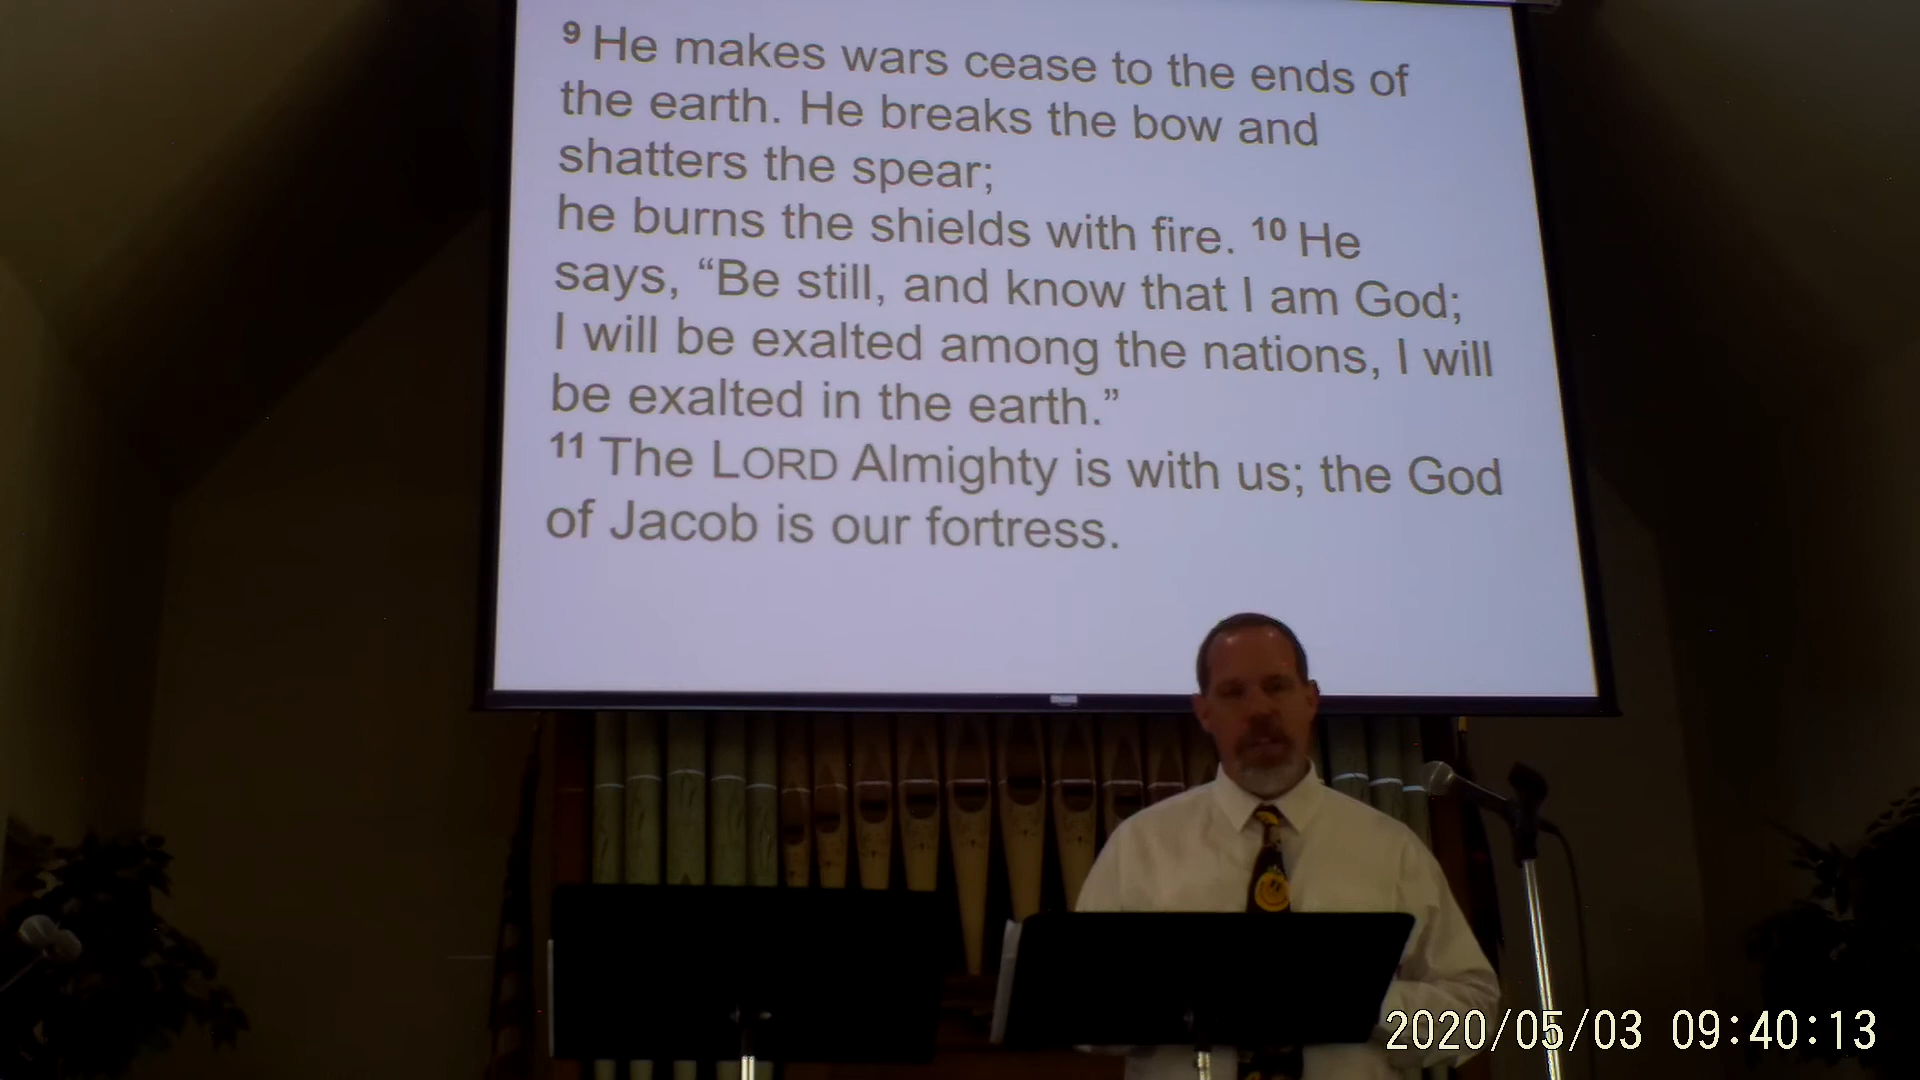 ⁹ He makes wars cease to the ends of
the earth. He breaks the bow and
shatters the spear;
he burns the shields with fire. ¹⁰ He
says, “Be still, and know that I am God;
I will be exalted among the nations, I will
be exalted in the earth.”
¹¹ The LORD Almighty is with us; the God
of Jacob is our fortress.
2020/05/03 09:40:13